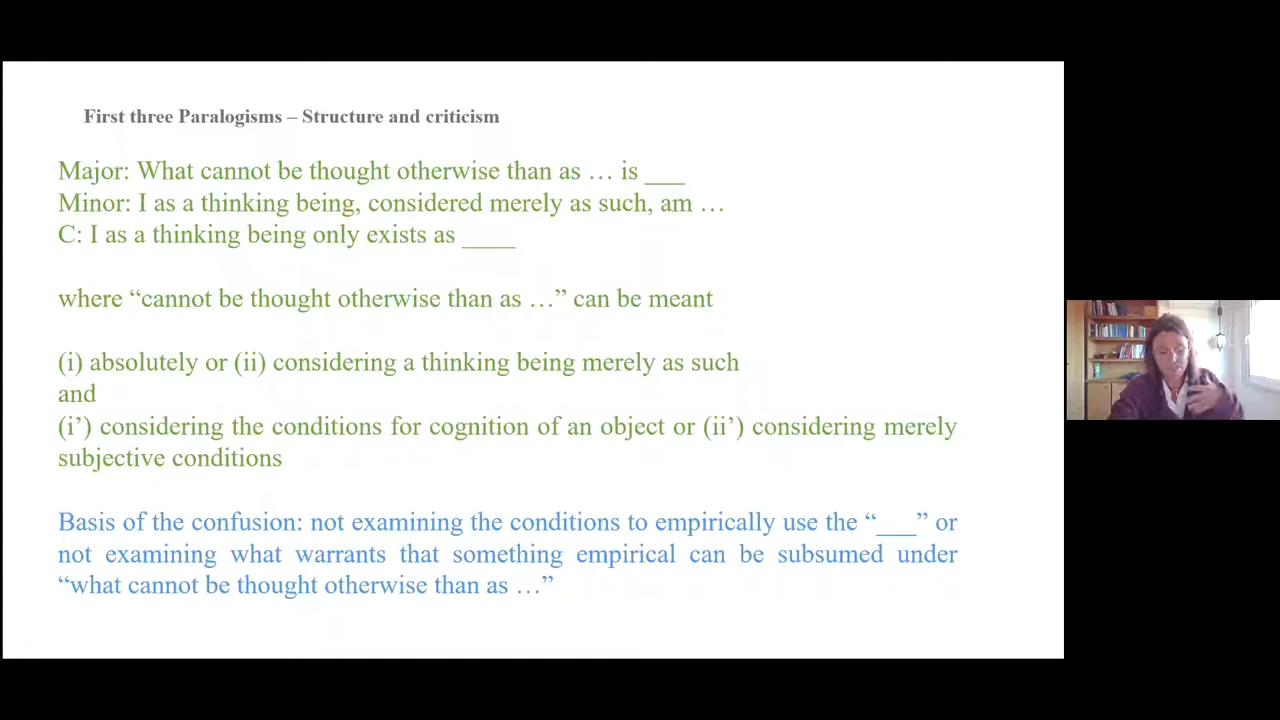 First three Paralogisms – Structure and criticism
Major: What cannot be thought otherwise than as … is ___
Minor: I as a thinking being, considered merely as such, am …
C: I as a thinking being only exists as ____
where “cannot be thought otherwise than as …” can be meant
(i) absolutely or (ii) considering a thinking being merely as such
and
(i’) considering the conditions for cognition of an object or (ii’) considering merely
subjective conditions
Basis of the confusion: not examining the conditions to empirically use the “___” or
not examining what warrants that something empirical can be subsumed under
“what cannot be thought otherwise than as …”